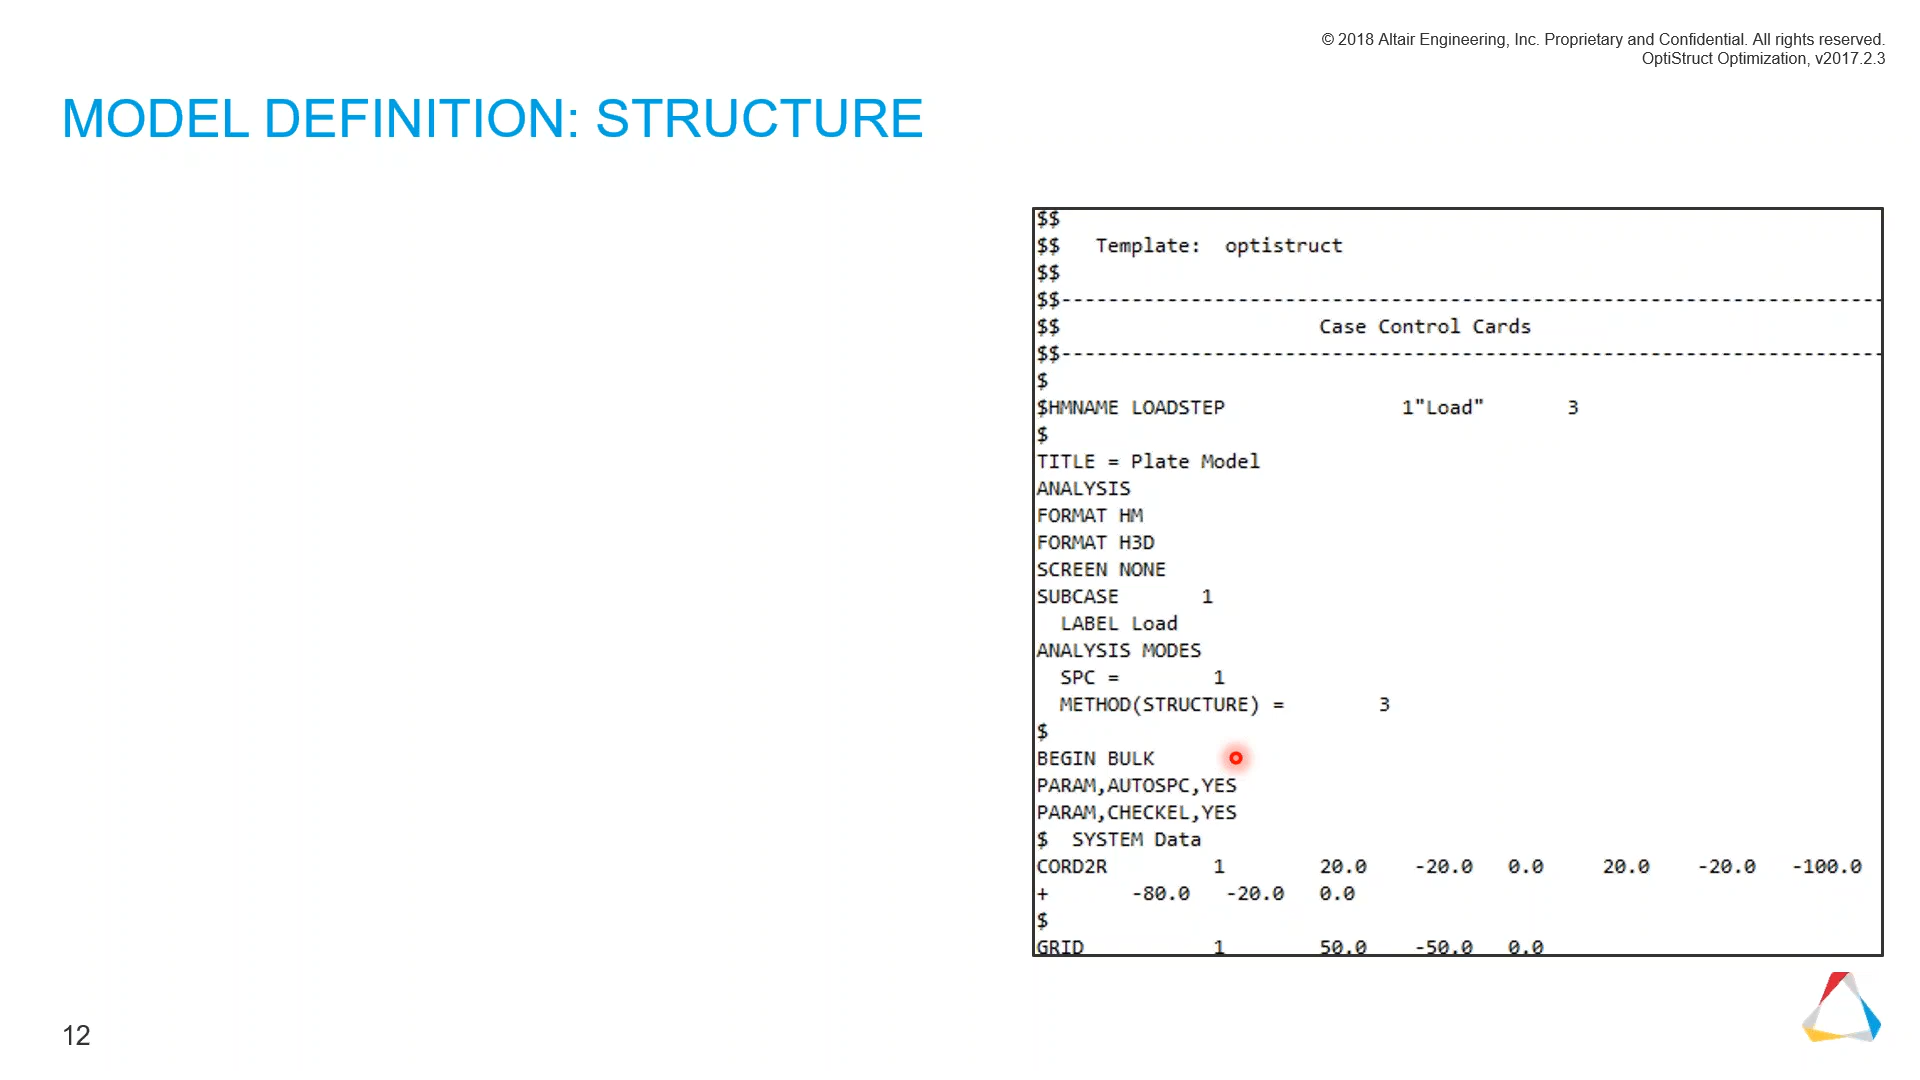 © 2018 Altair Engineering, Inc. Proprietary and Confidential. All rights reserved.
OptiStruct Optimization, v2017.2.3
MODEL DEFINITION: STRUCTURE
$$
$$   Template:  optistruct
$$
$$----------------------------------------------------------------------
$$                      Case Control Cards
$$----------------------------------------------------------------------
$
$HMNAME LOADSTEP               1"Load"       3
$
TITLE = Plate Model
ANALYSIS
FORMAT HM
FORMAT H3D
SCREEN NONE
SUBCASE       1
  LABEL Load
ANALYSIS MODES
  SPC =        1
  METHOD(STRUCTURE) =        3
$
BEGIN BULK
PARAM,AUTOSPC,YES
PARAM,CHECKEL,YES
$  SYSTEM Data
CORD2R         1        20.0    -20.0   0.0     20.0    -20.0   -100.0
+       -80.0   -20.0   0.0
$
GRID           1        50.0    -50.0   0.0
12